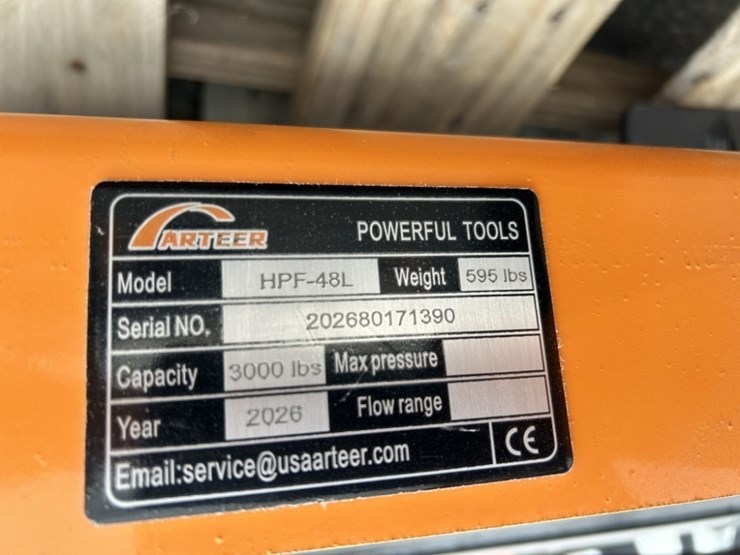 ARTEER POWERFUL TOOLS
Model HPF-48L Weight 595 lbs
Serial NO. 202680171390
Capacity 3000 lbs Max pressure
Year 2026 Flow range
Email:service@usaarteer.com CE